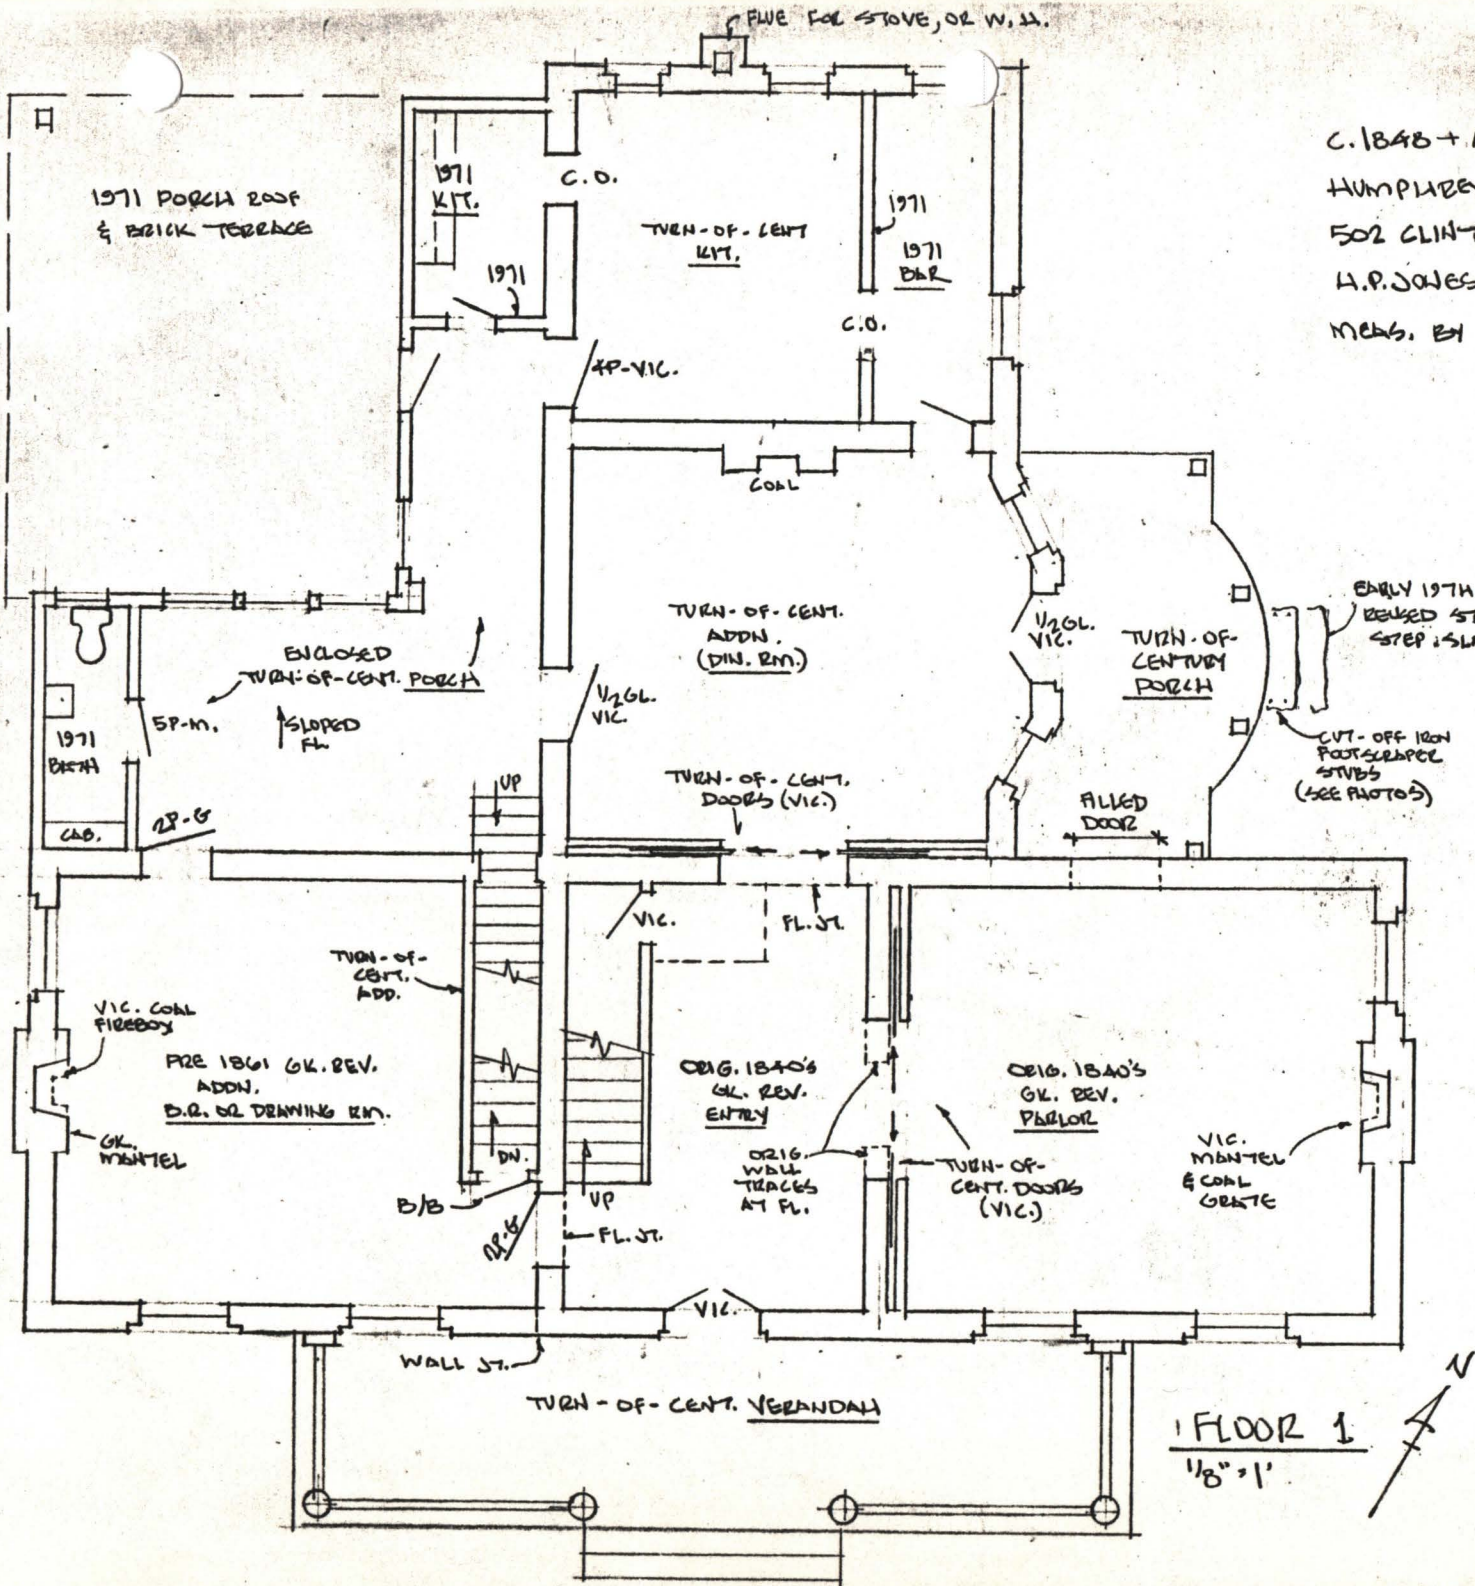 FLUE FOR STOVE, OR W.H.
C. 1848 +
HUMPHREY
502 CLINT
H.P. JONES
MEAS. BY
1971 PORCH ROOF
& BRICK TERRACE
1971
KIT.
C.O.
TURN-OF-CENT
KIT.
1971
1971
BAR
1971
C.O.
4P-VIC.
COAL
TURN-OF-CENT.
ADDN.
(DIN. RM.)
1/2 GL.
VIC.
TURN-OF-
CENTURY
PORCH
EARLY 19TH
REUSED
STEP
CUT-OFF IRON
FOOTSCRAPER
STUBS
(SEE PHOTOS)
ENCLOSED
TURN-OF-CENT. PORCH
5P-M.
SLOPED
FL
1/2 GL.
VIC.
1971
BATH
CAB.
2P-G
UP
TURN-OF-CENT.
DOORS (VIC.)
FILLED
DOOR
VIC.
FL. JT.
TURN-OF-
CENT.
ADD.
VIC. COAL
FIREBOX
PRE 1861 GK. REV.
ADDN.
B.R. OR DRAWING RM.
GK.
MANTEL
ORIG. 1840'S
GK. REV.
ENTRY
ORIG. 1840'S
GK. REV.
PARLOR
ORIG.
WALL
TRACES
AT FL.
TURN-OF-
CENT. DOORS
(VIC.)
VIC.
MANTEL
& COAL
GRATE
DN.
B/B
2P-G
UP
FL. JT.
VIC.
WALL JT.
TURN-OF-CENT. VERANDAH
N
FLOOR 1
1/8" = 1'